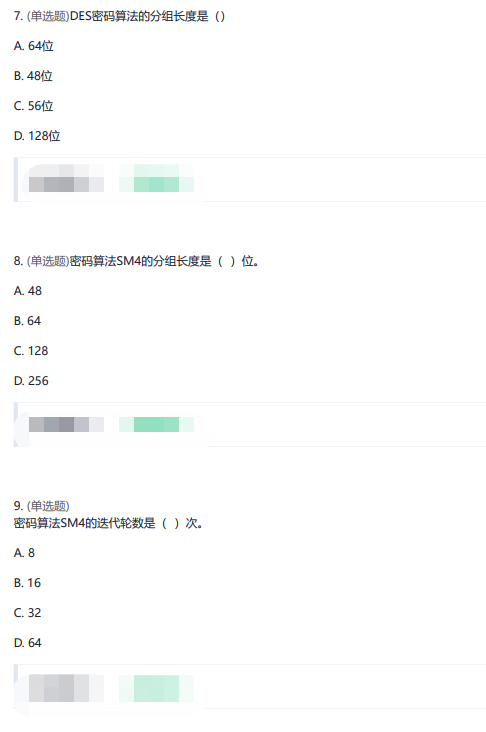 7. (单选题)DES密码算法的分组长度是（）
A. 64位
B. 48位
C. 56位
D. 128位
8. (单选题)密码算法SM4的分组长度是（ ）位。
A. 48
B. 64
C. 128
D. 256
9. (单选题)
密码算法SM4的迭代轮数是（ ）次。
A. 8
B. 16
C. 32
D. 64